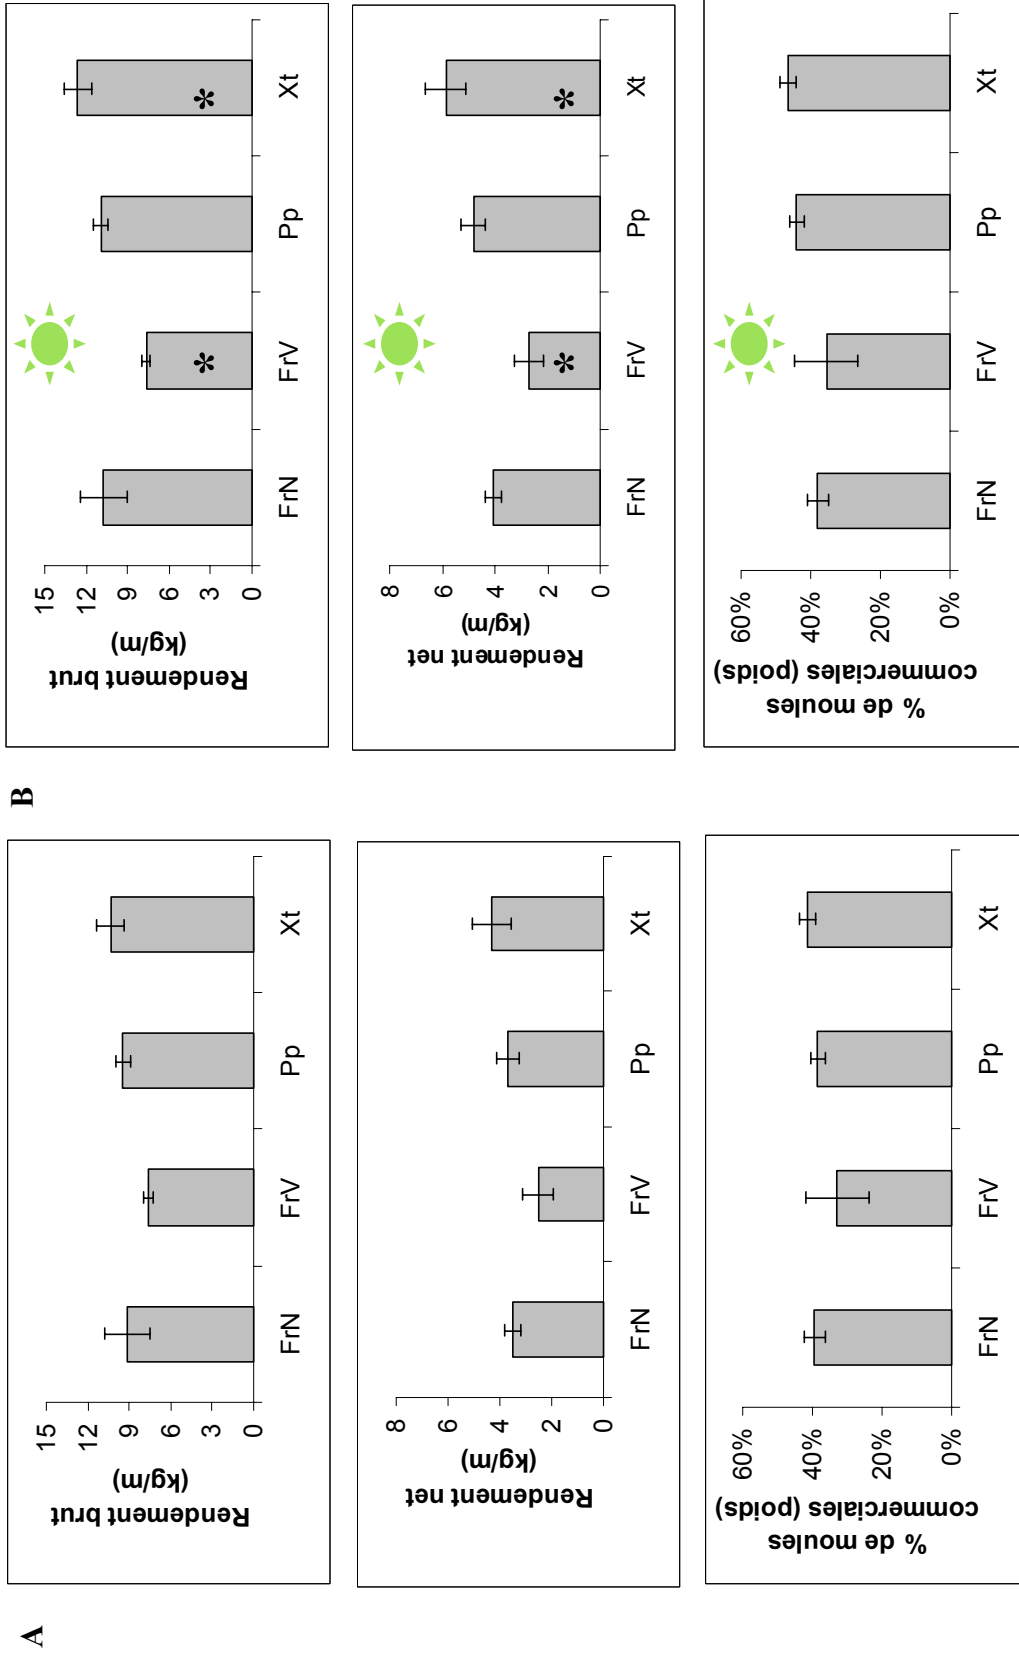 A
Rendement brut
(kg/m)
15
12
9
6
3
0
FrN
FrV
Pp
Xt
Rendement net
(kg/m)
8
6
4
2
0
FrN
FrV
Pp
Xt
% de moules
commerciales (poids)
60%
40%
20%
0%
FrN
FrV
Pp
Xt
B
Rendement brut
(kg/m)
15
12
9
6
3
0
FrN
FrV
Pp
Xt
*
*
Rendement net
(kg/m)
8
6
4
2
0
FrN
FrV
Pp
Xt
*
*
% de moules
commerciales (poids)
60%
40%
20%
0%
FrN
FrV
Pp
Xt